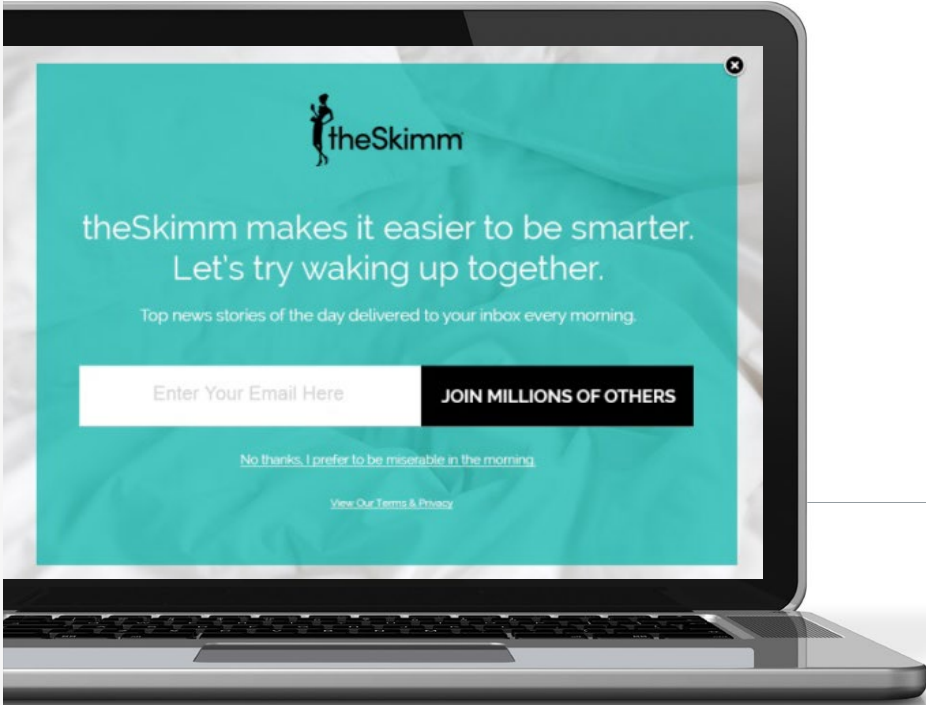 theSkimm
theSkimm makes it easier to be smarter.
Let's try waking up together.
Top news stories of the day delivered to your inbox every morning.
Enter Your Email Here
JOIN MILLIONS OF OTHERS
No thanks, I prefer to be miserable in the morning.
View Our Terms & Privacy